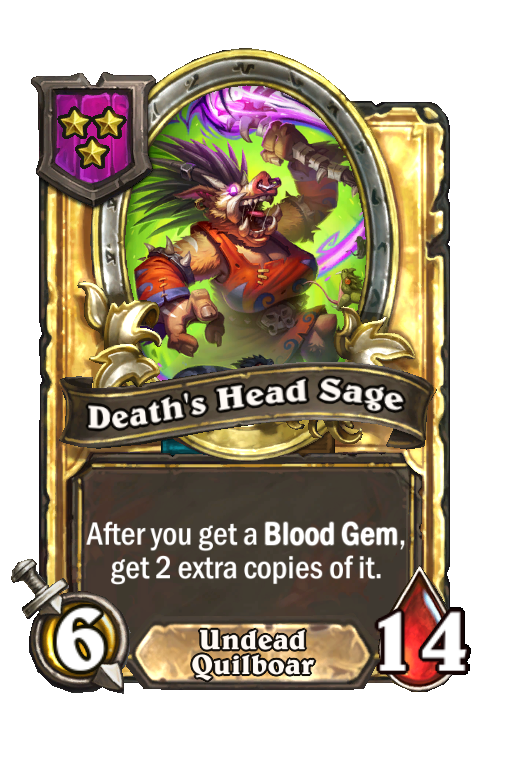 Death's Head Sage
After you get a Blood Gem,
get 2 extra copies of it.
6
Undead
Quilboar
14